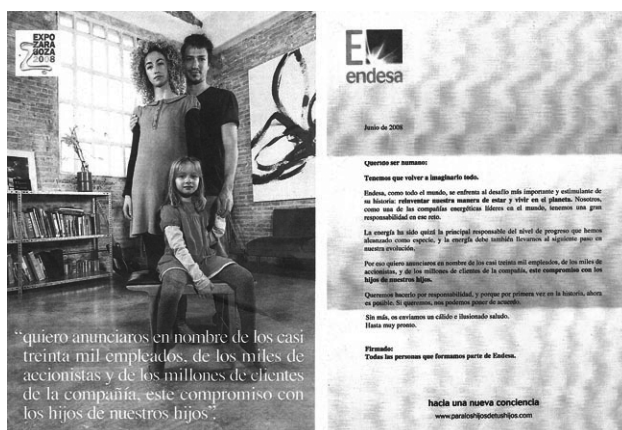 EXPO
ZARA
GOZA
2008
“quiero anunciaros en nombre de los casi
treinta mil empleados, de los miles de
accionistas y de los millones de clientes
de la compañía, este compromiso con
los hijos de nuestros hijos”.
endesa
Junio de 2008
Querido ser humano:
Tenemos que volver a imaginarlo todo.
Endesa, como todo el mundo, se enfrenta al desafío más importante y estimulante de
su historia: reinventar nuestra manera de estar y vivir en el planeta. Nosotros,
como una de las compañías energéticas líderes en el mundo, tenemos una gran
responsabilidad en ese reto.
La energía ha sido quizá la principal responsable del nivel de progreso que hemos
alcanzado como especie, y la energía debe también llevarnos al siguiente paso en
nuestra evolución.
Por eso quiero anunciaros en nombre de los casi treinta mil empleados, de los miles de
accionistas, y de los millones de clientes de la compañía, este compromiso con los
hijos de nuestros hijos.
Queremos hacerlo por responsabilidad, y porque por primera vez en la historia, ahora
es posible. Si queremos, nos podemos poner de acuerdo.
Sin más, os enviamos un cálido e ilusionado saludo.
Hasta muy pronto.
Firmado:
Todas las personas que formamos parte de Endesa.
hacia una nueva conciencia
www.paraloshijosdetushijos.com